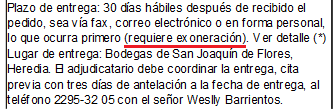 Plazo de entrega: 30 días hábiles después de recibido el
pedido, sea vía fax, correo electrónico o en forma personal,
lo que ocurra primero (requiere exoneración). Ver detalle (*)
Lugar de entrega: Bodegas de San Joaquín de Flores,
Heredia. El adjudicatario debe coordinar la entrega, cita
previa con tres días de antelación a la fecha de entrega, al
teléfono 2295-32 05 con el señor Weslly Barrientos.